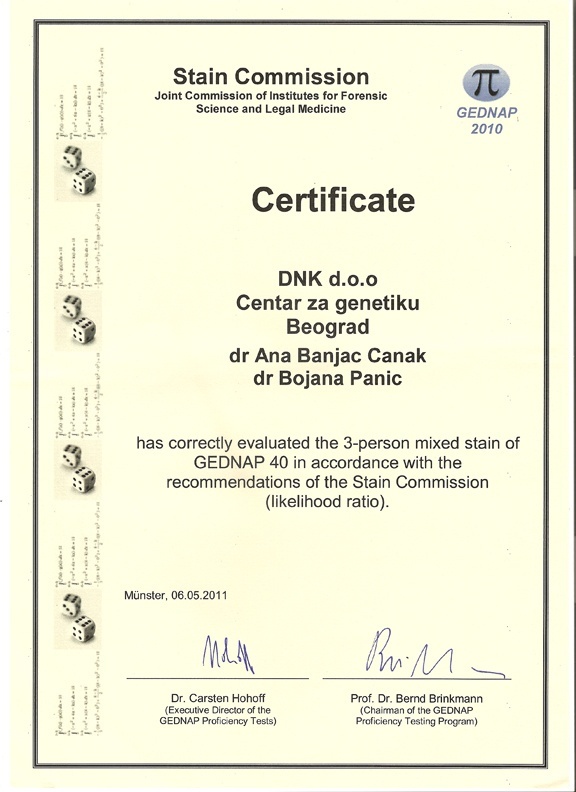 Stain Commission
Joint Commission of Institutes for Forensic
Science and Legal Medicine
π
GEDNAP
2010
Certificate
DNK d.o.o
Centar za genetiku
Beograd
dr Ana Banjac Canak
dr Bojana Panic
has correctly evaluated the 3-person mixed stain of
GEDNAP 40 in accordance with the
recommendations of the Stain Commission
(likelihood ratio).
Münster, 06.05.2011
Dr. Carsten Hohoff
(Executive Director of the
GEDNAP Proficiency Tests)
Prof. Dr. Bernd Brinkmann
(Chairman of the GEDNAP
Proficiency Testing Program)